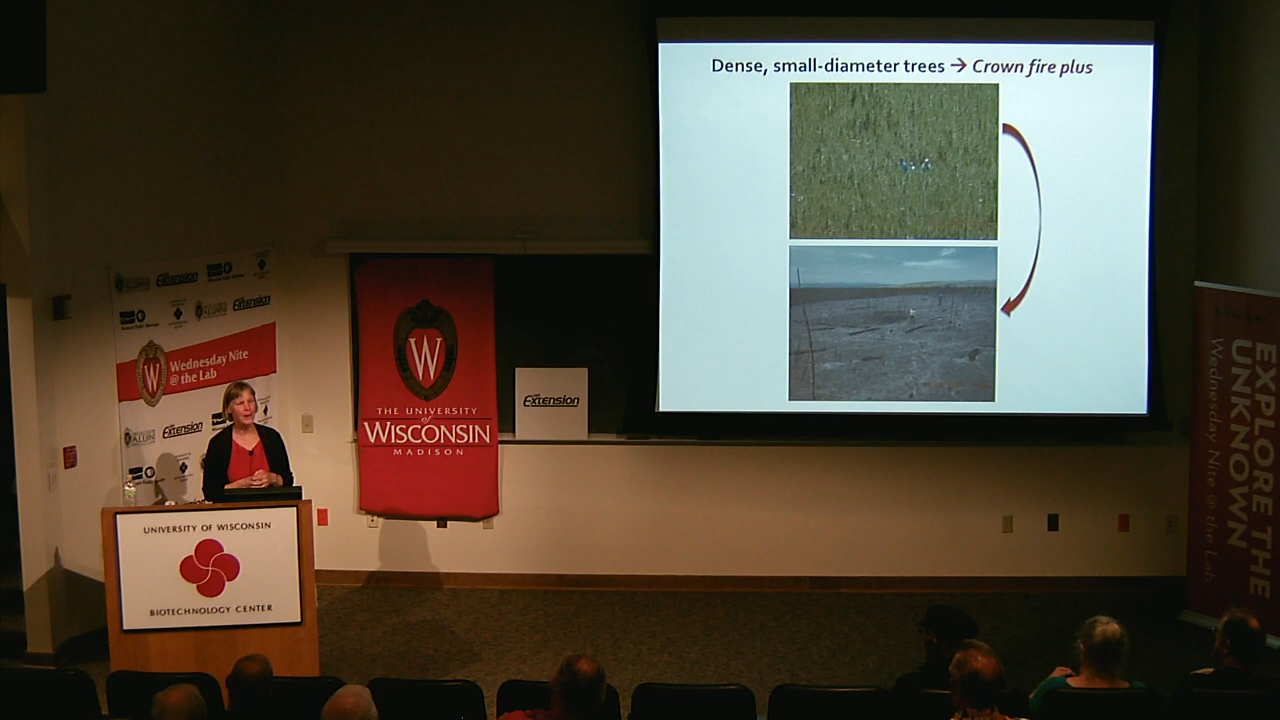 Dense, small-diameter trees → Crown fire plus
Extension
Extension
Wednesday Nite
@ the Lab
Extension
W
THE UNIVERSITY
of
WISCONSIN
MADISON
Extension
UNIVERSITY OF WISCONSIN
BIOTECHNOLOGY CENTER
EXPLORE THE
UNKNOWN
Wednesday Nite @ the Lab